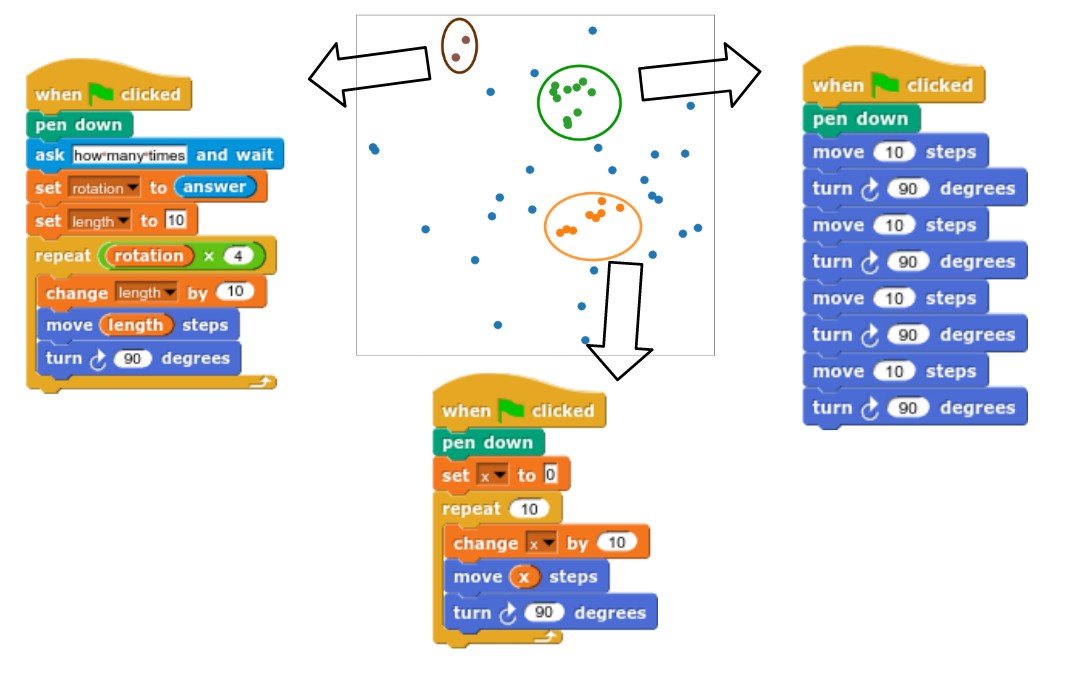 when clicked
pen down
ask how many times and wait
set rotation to answer
set length to 10
repeat rotation × 4
change length by 10
move length steps
turn 90 degrees
when clicked
pen down
set x to 0
repeat 10
change x by 10
move x steps
turn 90 degrees
when clicked
pen down
move 10 steps
turn 90 degrees
move 10 steps
turn 90 degrees
move 10 steps
turn 90 degrees
move 10 steps
turn 90 degrees